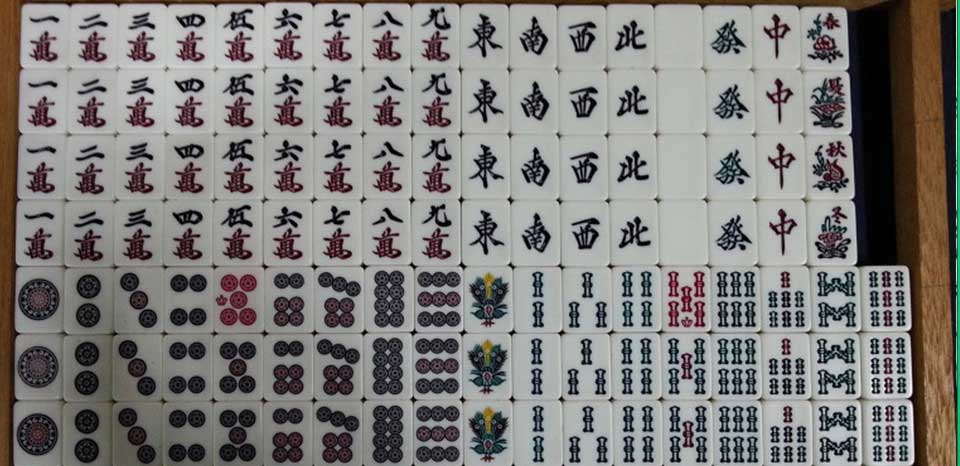 一萬 二萬 三萬 四萬 伍萬 六萬 七萬 八萬 九萬 東 南 西 北 發 中 春
一萬 二萬 三萬 四萬 伍萬 六萬 七萬 八萬 九萬 東 南 西 北 發 中 夏
一萬 二萬 三萬 四萬 伍萬 六萬 七萬 八萬 九萬 東 南 西 北 發 中 秋
一萬 二萬 三萬 四萬 伍萬 六萬 七萬 八萬 九萬 東 南 西 北 發 中 冬